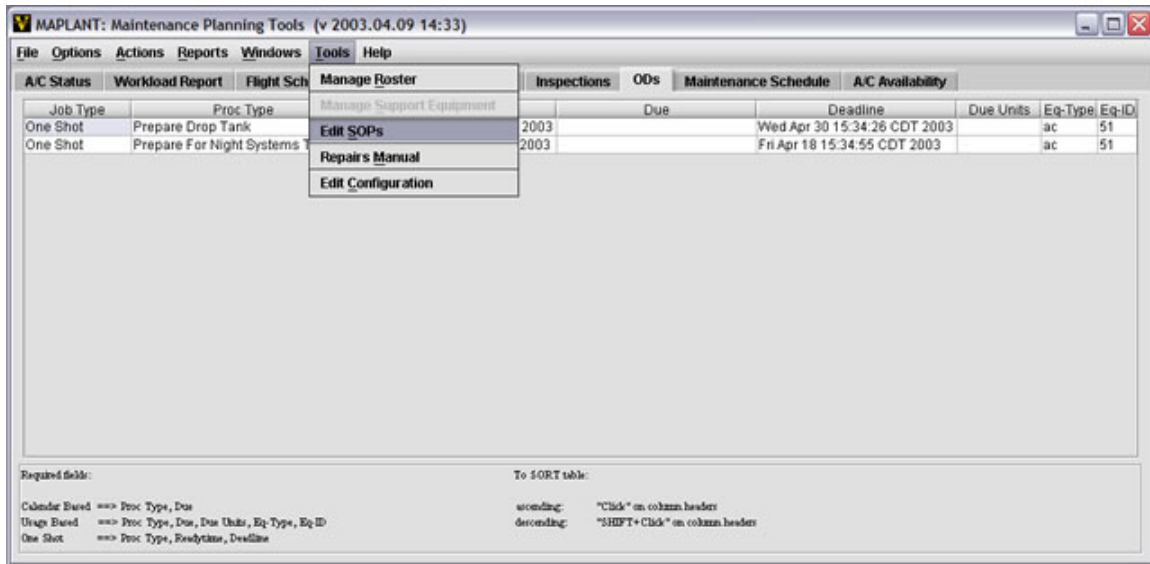 MAPLANT: Maintenance Planning Tools (v 2003.04.09 14:33)
File Options Actions Reports Windows Tools Help
A/C Status Workload Report Flight Sch Inspections ODs Maintenance Schedule A/C Availability
Manage Roster
Manage Support Equipment
Edit SOPs
Repairs Manual
Edit Configuration
Job Type Proc Type Due Deadline Due Units Eq-Type Eq-ID
One Shot Prepare Drop Tank 2003 Wed Apr 30 15:34:26 CDT 2003 ac 51
One Shot Prepare For Night Systems T 2003 Fri Apr 18 15:34:55 CDT 2003 ac 51
Required fields: To SORT table:
Calendar Based ==> Proc Type, Due ascending: "Click" on column headers
Usage Based ==> Proc Type, Due, Due Units, Eq-Type, Eq-ID descending: "SHIFT+Click" on column headers
One Shot ==> Proc Type, Readytime, Deadline